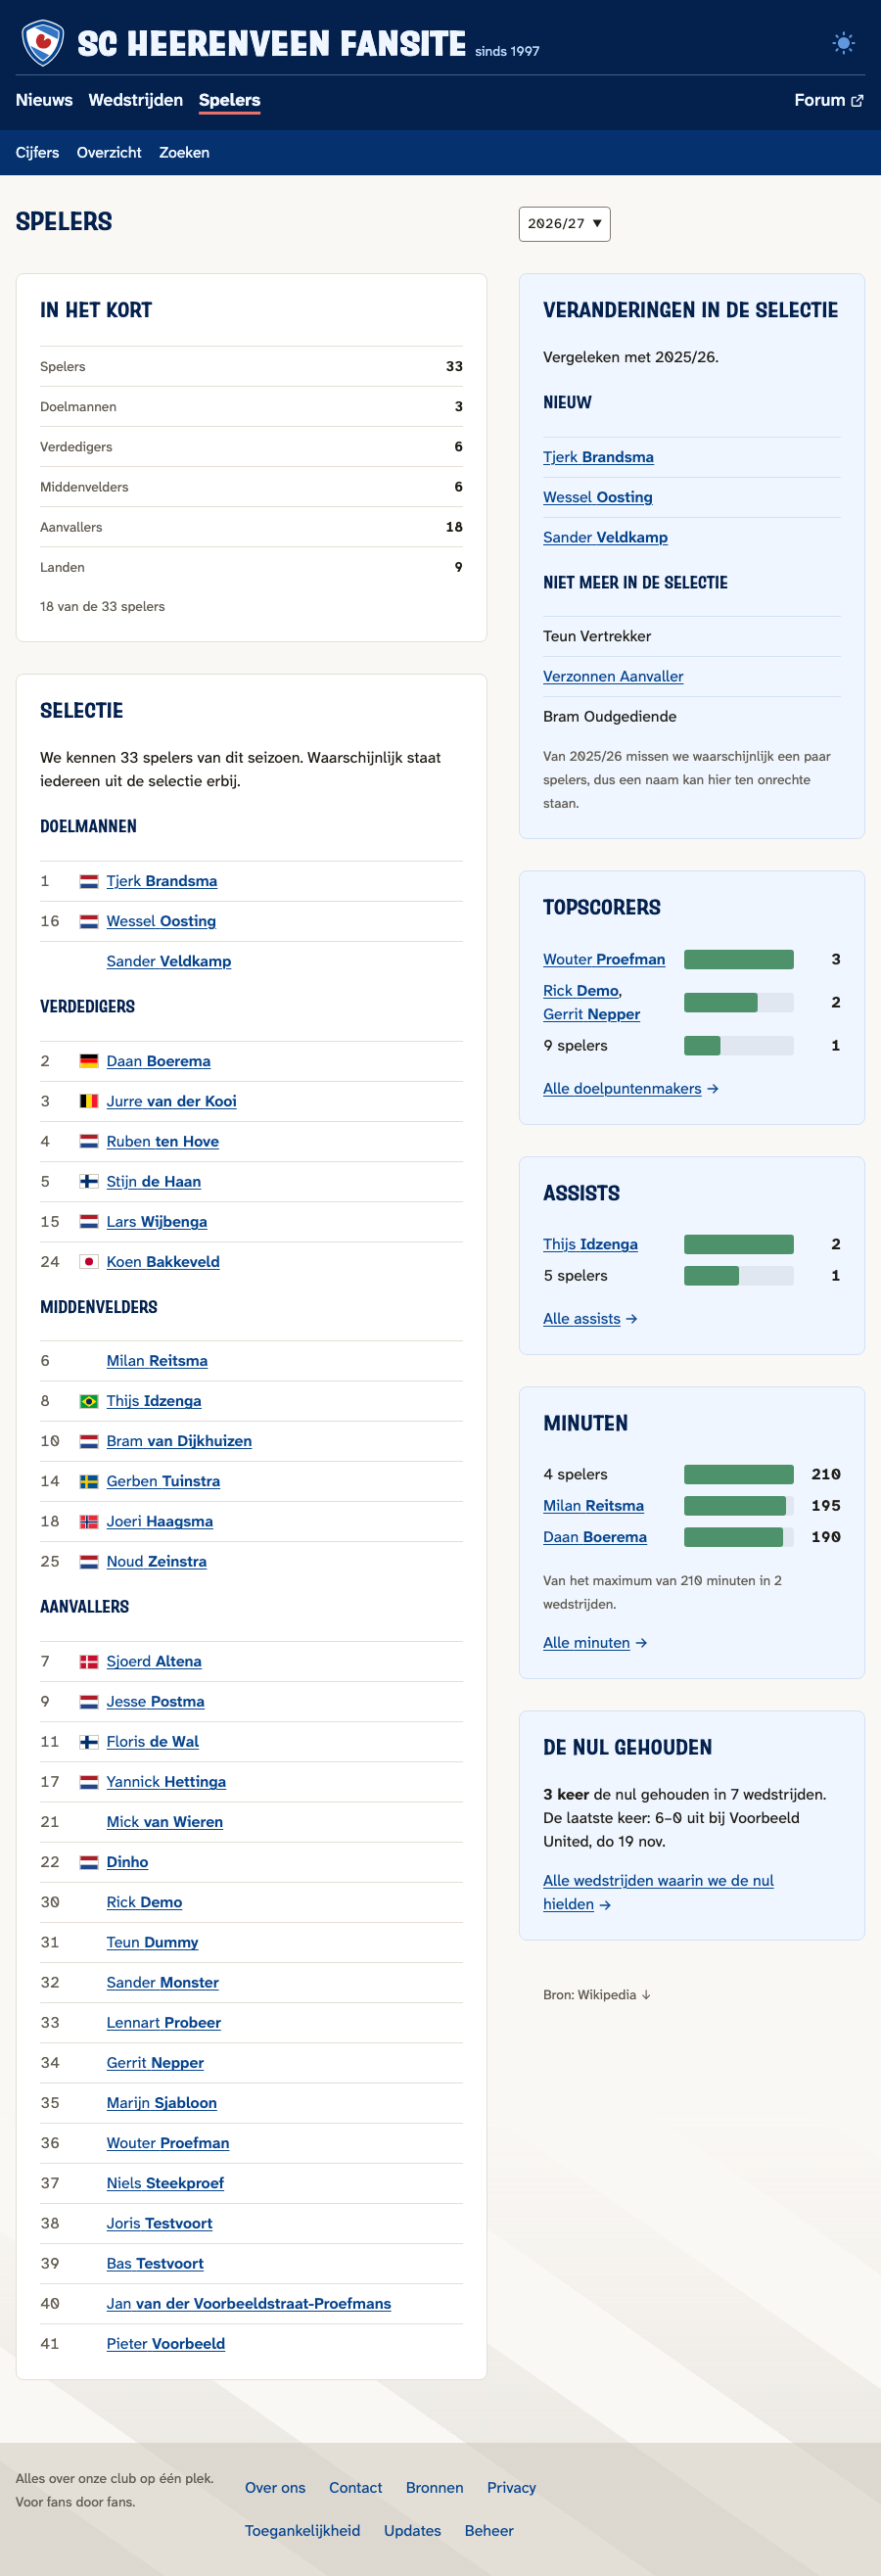 SC HEERENVEEN FANSITE sinds 1997
Nieuws Wedstrijden Spelers Forum
Cijfers Overzicht Zoeken
SPELERS
2026/27 ▼
IN HET KORT
Spelers 33
Doelmannen 3
Verdedigers 6
Middenvelders 6
Aanvallers 18
Landen 9
18 van de 33 spelers
SELECTIE
We kennen 33 spelers van dit seizoen. Waarschijnlijk staat
iedereen uit de selectie erbij.
DOELMANNEN
1 Tjerk Brandsma
16 Wessel Oosting
Sander Veldkamp
VERDEDIGERS
2 Daan Boerema
3 Jurre van der Kooi
4 Ruben ten Hove
5 Stijn de Haan
15 Lars Wijbenga
24 Koen Bakkeveld
MIDDENVELDERS
6 Milan Reitsma
8 Thijs Idzenga
10 Bram van Dijkhuizen
14 Gerben Tuinstra
18 Joeri Haagsma
25 Noud Zeinstra
AANVALLERS
7 Sjoerd Altena
9 Jesse Postma
11 Floris de Wal
17 Yannick Hettinga
21 Mick van Wieren
22 Dinho
30 Rick Demo
31 Teun Dummy
32 Sander Monster
33 Lennart Probeer
34 Gerrit Nepper
35 Marijn Sjabloon
36 Wouter Proefman
37 Niels Steekproef
38 Joris Testvoort
39 Bas Testvoort
40 Jan van der Voorbeeldstraat-Proefmans
41 Pieter Voorbeeld
VERANDERINGEN IN DE SELECTIE
Vergeleken met 2025/26.
NIEUW
Tjerk Brandsma
Wessel Oosting
Sander Veldkamp
NIET MEER IN DE SELECTIE
Teun Vertrekker
Verzonnen Aanvaller
Bram Oudgediende
Van 2025/26 missen we waarschijnlijk een paar
spelers, dus een naam kan hier ten onrechte
staan.
TOPSCORERS
Wouter Proefman 3
Rick Demo,
Gerrit Nepper 2
9 spelers 1
Alle doelpuntenmakers →
ASSISTS
Thijs Idzenga 2
5 spelers 1
Alle assists →
MINUTEN
4 spelers 210
Milan Reitsma 195
Daan Boerema 190
Van het maximum van 210 minuten in 2
wedstrijden.
Alle minuten →
DE NUL GEHOUDEN
3 keer de nul gehouden in 7 wedstrijden.
De laatste keer: 6–0 uit bij Voorbeeld
United, do 19 nov.
Alle wedstrijden waarin we de nul
hielden →
Bron: Wikipedia ↓
Alles over onze club op één plek.
Voor fans door fans.
Over ons Contact Bronnen Privacy
Toegankelijkheid Updates Beheer